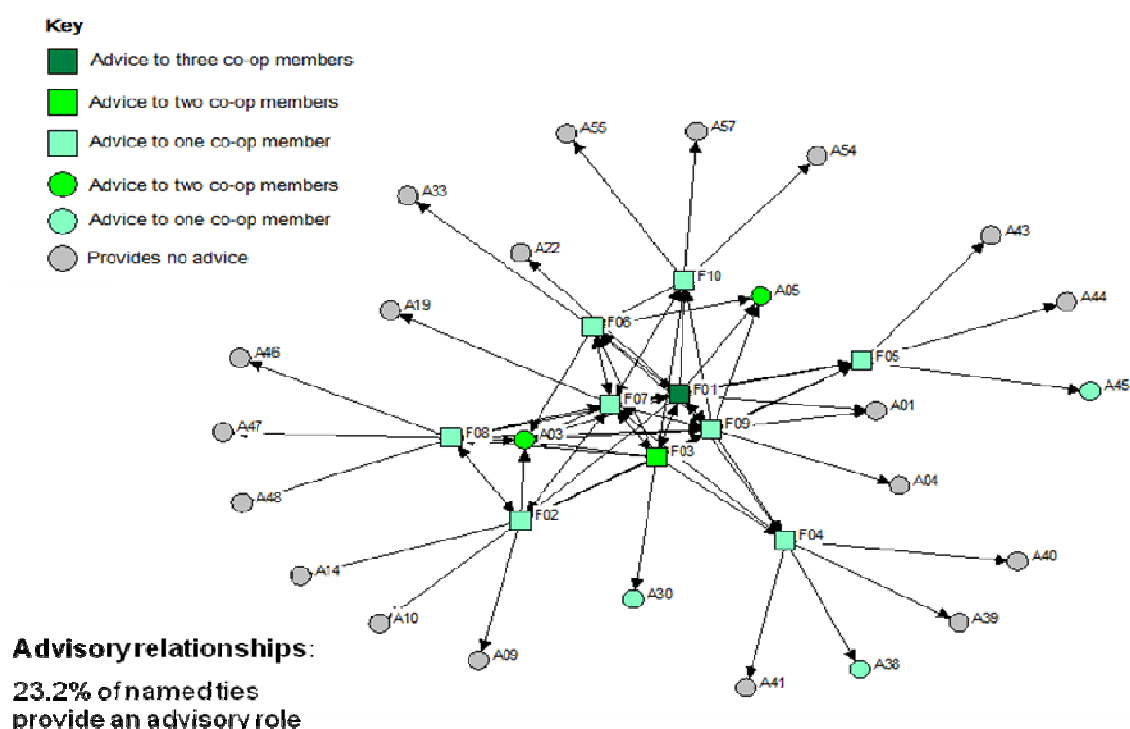 Key
Advice to three co-op members
Advice to two co-op members
Advice to one co-op member
Advice to two co-op members
Advice to one co-op member
Provides no advice
A55
A57
A54
A33
A22
A43
F10
A05
A44
A19
F06
A46
F05
A45
F07
F01
A01
A47
F08
A03
F09
F03
A48
A04
F02
F04
A14
A40
A30
A10
A39
A09
A38
A41
Advisory relationships:
23.2% of named ties
provide an advisory role